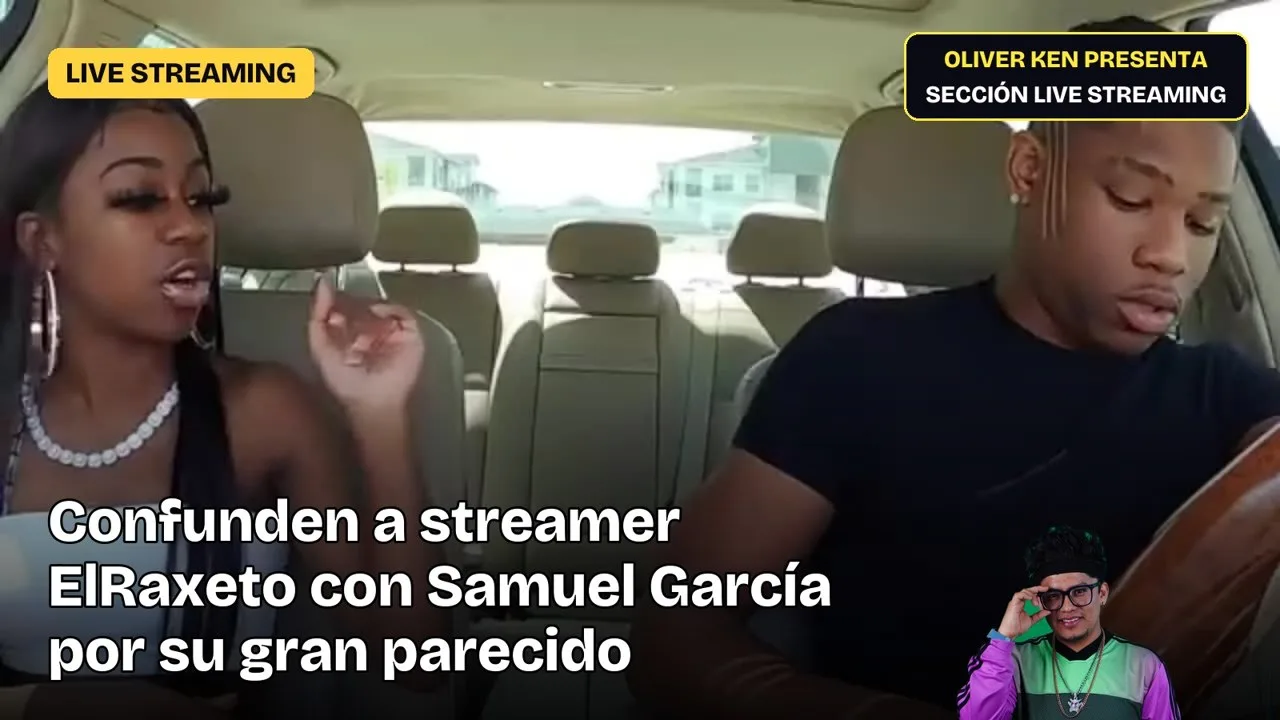 LIVE STREAMING
OLIVER KEN PRESENTA
SECCIÓN LIVE STREAMING
Confunden a streamer
ElRaxeto con Samuel García
por su gran parecido